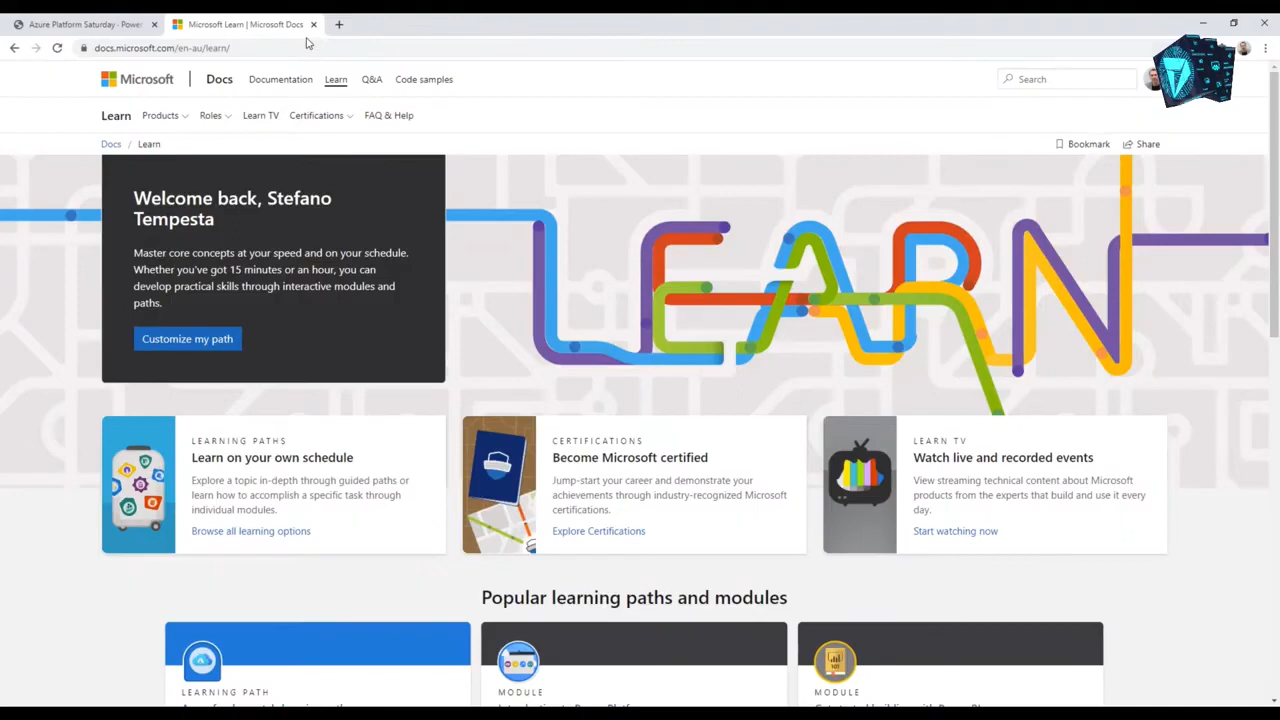 Azure Platform Saturday - Power
Microsoft Learn | Microsoft Docs
docs.microsoft.com/en-au/learn/
Microsoft
Docs
Documentation
Learn
Q&A
Code samples
Search
Learn
Products
Roles
Learn TV
Certifications
FAQ & Help
Docs / Learn
Bookmark
Share
Welcome back, Stefano
Tempesta
Master core concepts at your speed and on your schedule.
Whether you've got 15 minutes or an hour, you can
develop practical skills through interactive modules and
paths.
Customize my path
LEARN
LEARNING PATHS
Learn on your own schedule
Explore a topic in-depth through guided paths or
learn how to accomplish a specific task through
individual modules.
Browse all learning options
CERTIFICATIONS
Become Microsoft certified
Jump-start your career and demonstrate your
achievements through industry-recognized Microsoft
certifications.
Explore Certifications
LEARN TV
Watch live and recorded events
View streaming technical content about Microsoft
products from the experts that build and use it every
day.
Start watching now
Popular learning paths and modules
LEARNING PATH
MODULE
MODULE